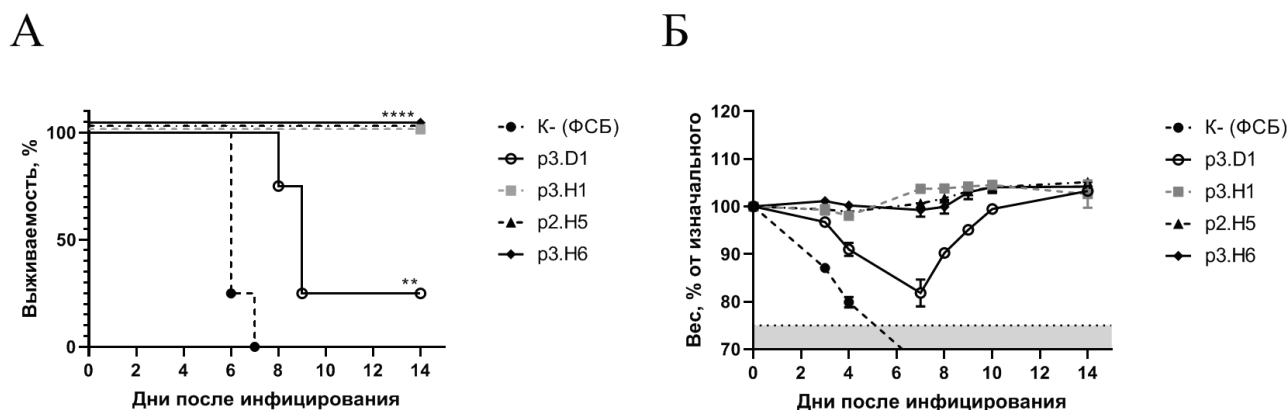 А
Выживаемость, %
100
50
0
0 2 4 6 8 10 12 14
Дни после инфицирования
****
**
К- (ФСБ)
p3.D1
p3.H1
p2.H5
p3.H6
Б
Вес, % от изначального
120
110
100
90
80
70
0 2 4 6 8 10 12 14
Дни после инфицирования
К- (ФСБ)
p3.D1
p3.H1
p2.H5
p3.H6